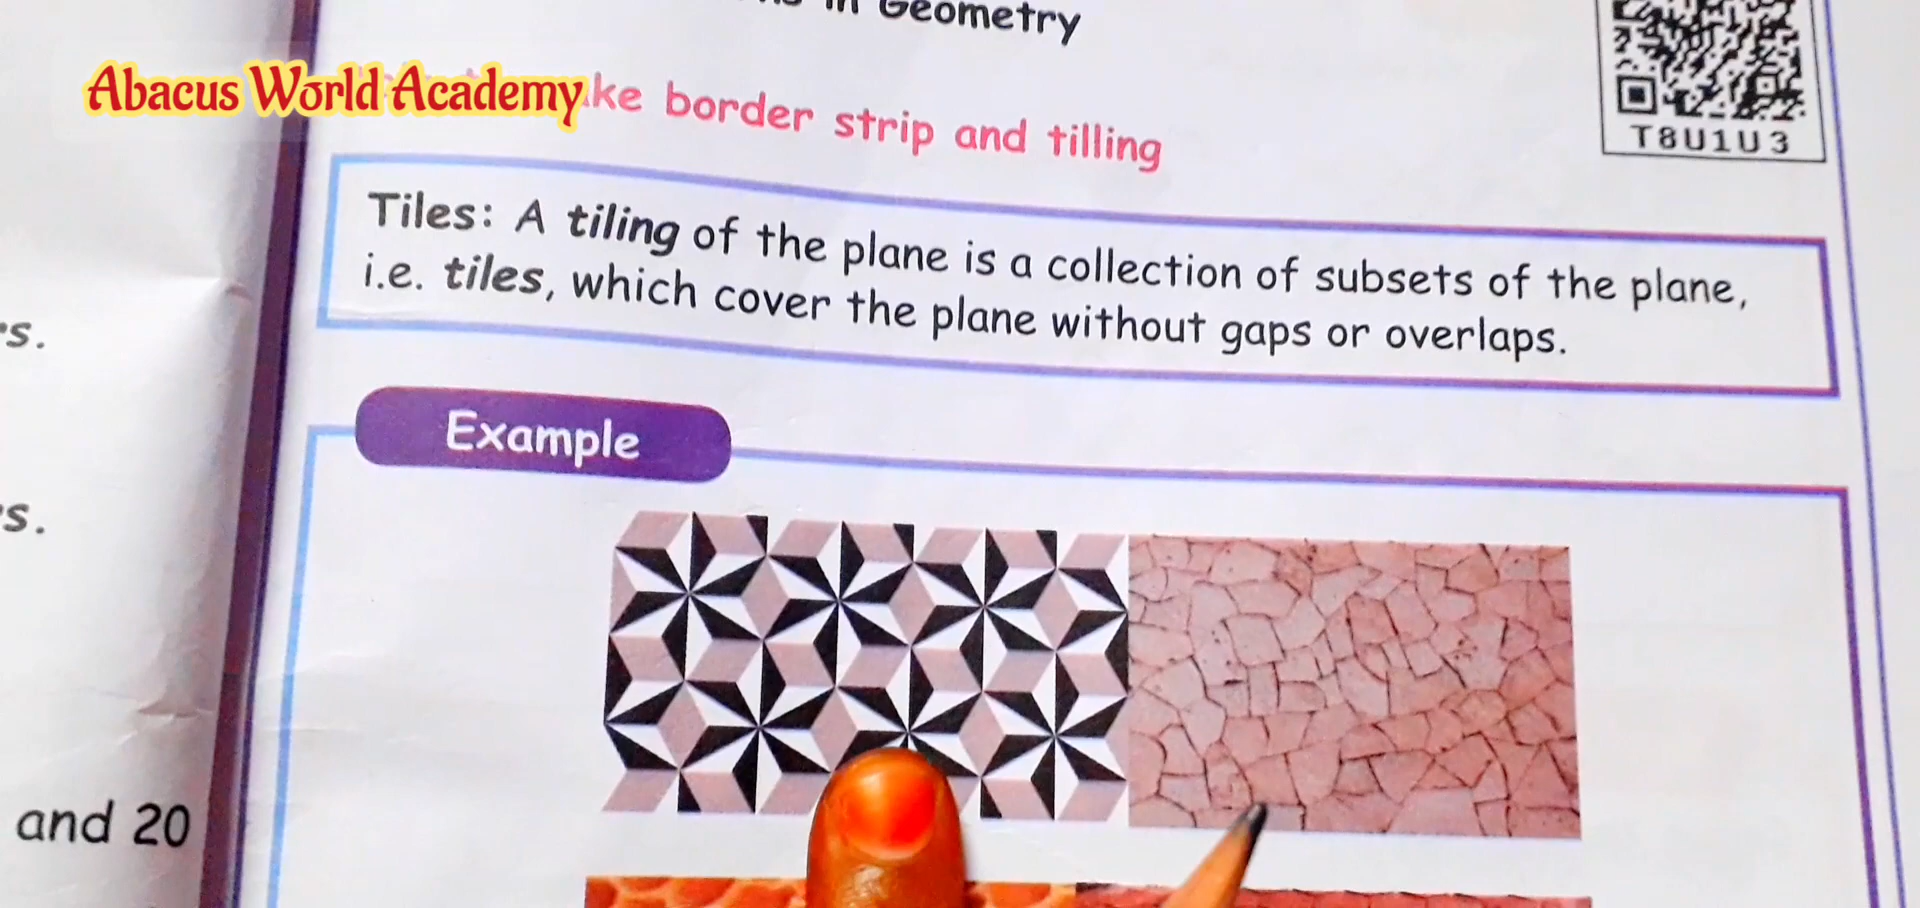 in Geometry
Abacus World Academy
border strip and tilling
T8U1U3
Tiles: A tiling of the plane is a collection of subsets of the plane,
i.e. tiles, which cover the plane without gaps or overlaps.
Example
and 20